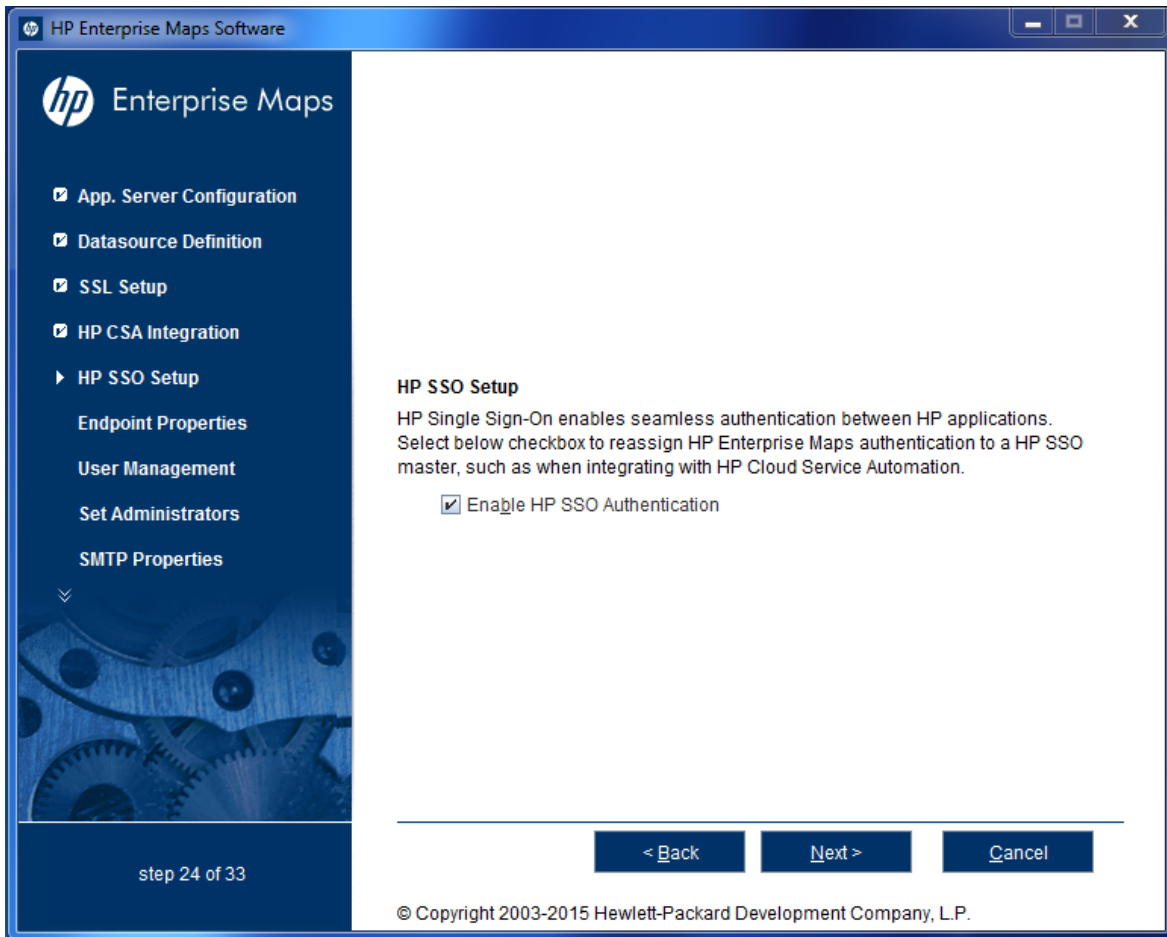 HP Enterprise Maps Software
hp Enterprise Maps
App. Server Configuration
Datasource Definition
SSL Setup
HP CSA Integration
HP SSO Setup
Endpoint Properties
User Management
Set Administrators
SMTP Properties
step 24 of 33
HP SSO Setup
HP Single Sign-On enables seamless authentication between HP applications.
Select below checkbox to reassign HP Enterprise Maps authentication to a HP SSO
master, such as when integrating with HP Cloud Service Automation.
Enable HP SSO Authentication
< Back
Next >
Cancel
© Copyright 2003-2015 Hewlett-Packard Development Company, L.P.